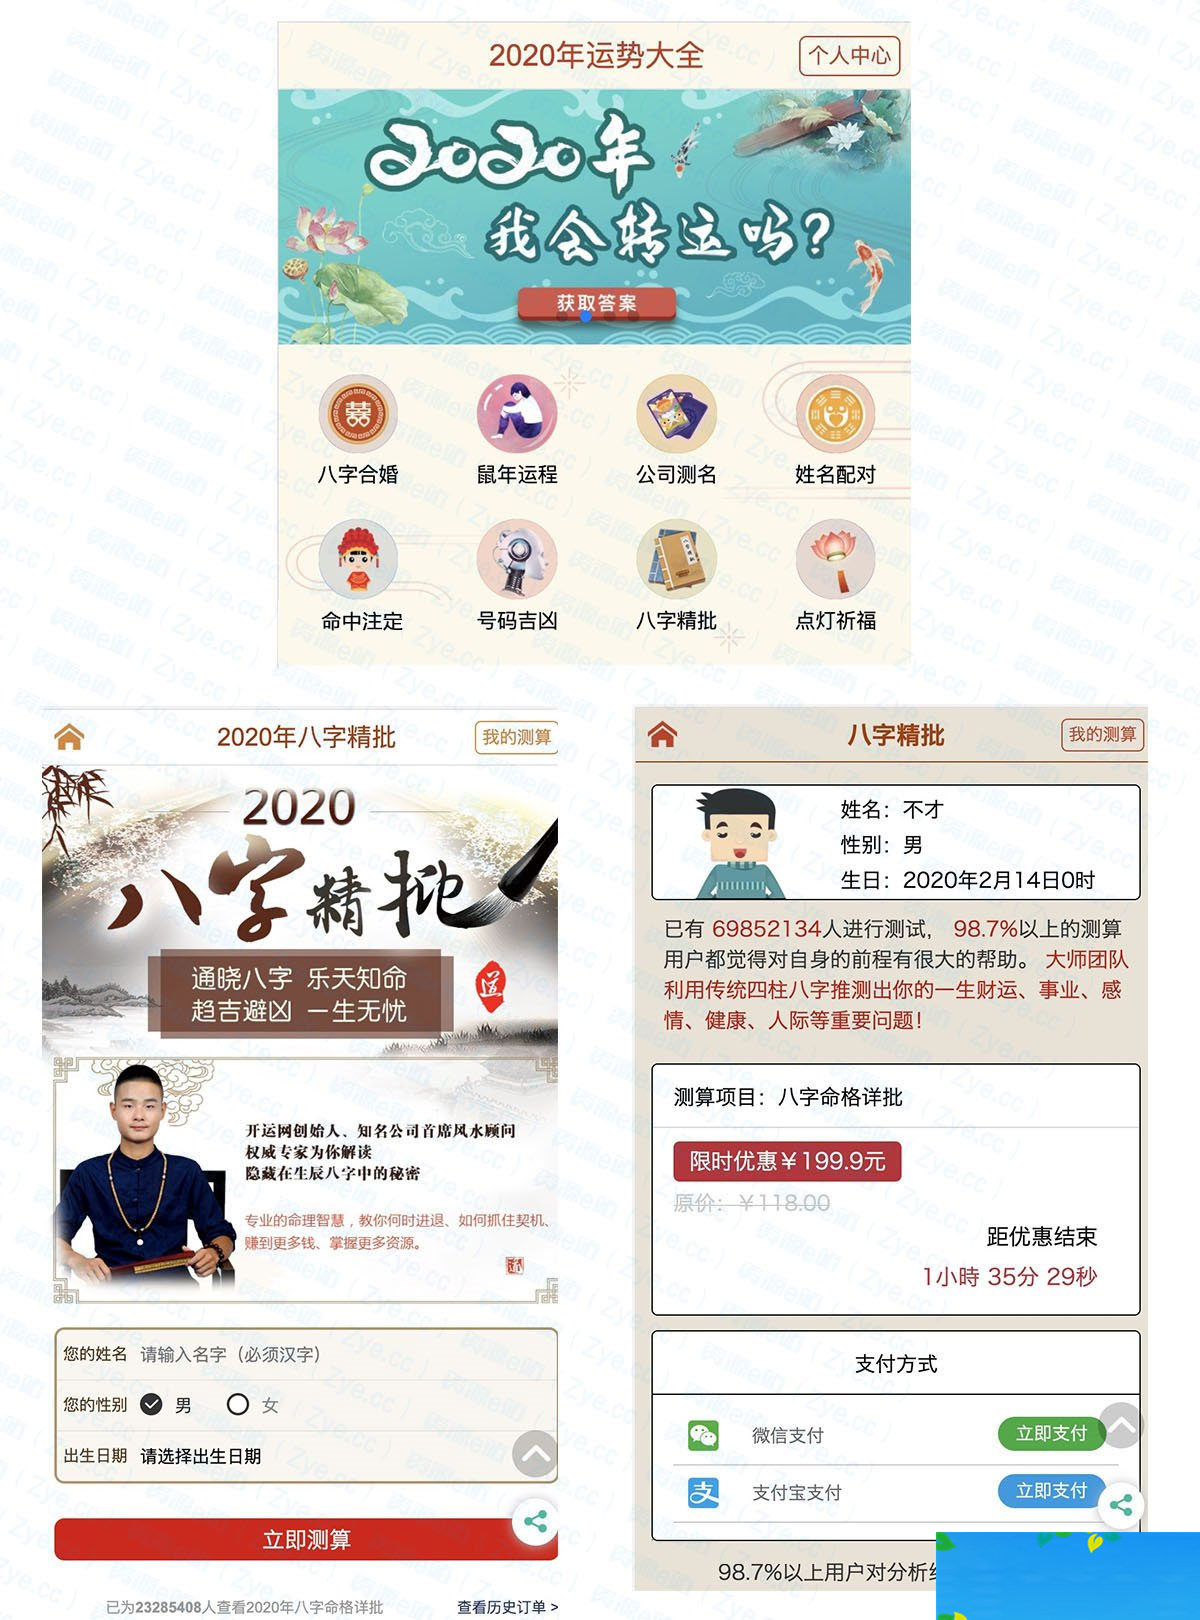 2020年运势大全
个人中心
2020年
我会转运吗?
获取答案
八字合婚
鼠年运程
公司测名
姓名配对
命中注定
号码吉凶
八字精批
点灯祈福
2020年八字精批
我的测算
2020
八字精批
通晓八字 乐天知命
趋吉避凶 一生无忧
道
开运网创始人、知名公司首席风水顾问
权威专家为你解读
隐藏在生辰八字中的秘密
专业的命理智慧，教你何时进退、如何抓住契机、
赚到更多钱、掌握更多资源。
您的姓名 请输入名字（必须汉字）
您的性别 男 女
出生日期 请选择出生日期
立即测算
已为23285408人查看2020年八字命格详批
查看历史订单 >
八字精批
我的测算
姓名：不才
性别：男
生日：2020年2月14日0时
已有 69852134人进行测试， 98.7%以上的测算
用户都觉得对自身的前程有很大的帮助。 大师团队
利用传统四柱八字推测出你的一生财运、事业、感
情、健康、人际等重要问题！
测算项目：八字命格详批
限时优惠￥199.9元
原价：￥118.00
距优惠结束
1小時 35分 29秒
支付方式
微信支付 立即支付
支 支付宝支付 立即支付
98.7%以上用户对分析
资源e站（Zye.cc）